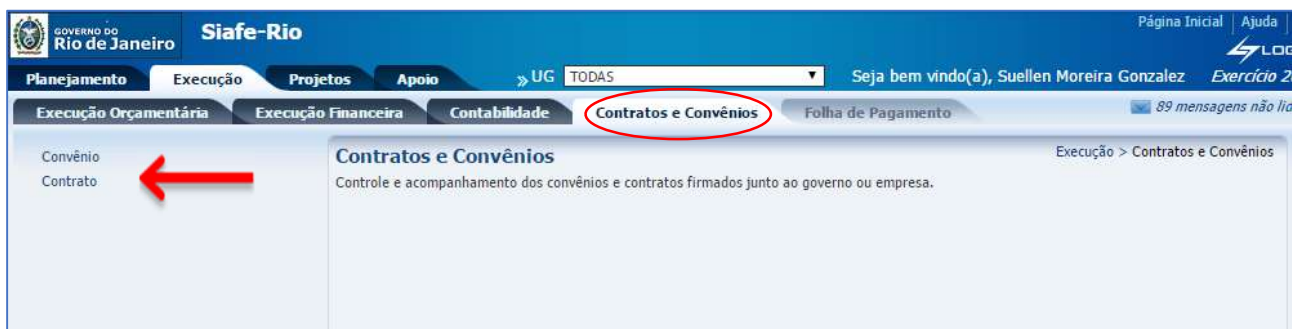 GOVERNO DO
Rio de Janeiro
Siafe-Rio
Página Inicial | Ajuda |
Planejamento Execução Projetos Apoio » UG TODAS Seja bem vindo(a), Suellen Moreira Gonzalez Exercício
Execução Orçamentária Execução Financeira Contabilidade Contratos e Convênios Folha de Pagamento 89 mensagens não
Convênio
Contrato
Contratos e Convênios
Execução > Contratos e Convênios
Controle e acompanhamento dos convênios e contratos firmados junto ao governo ou empresa.